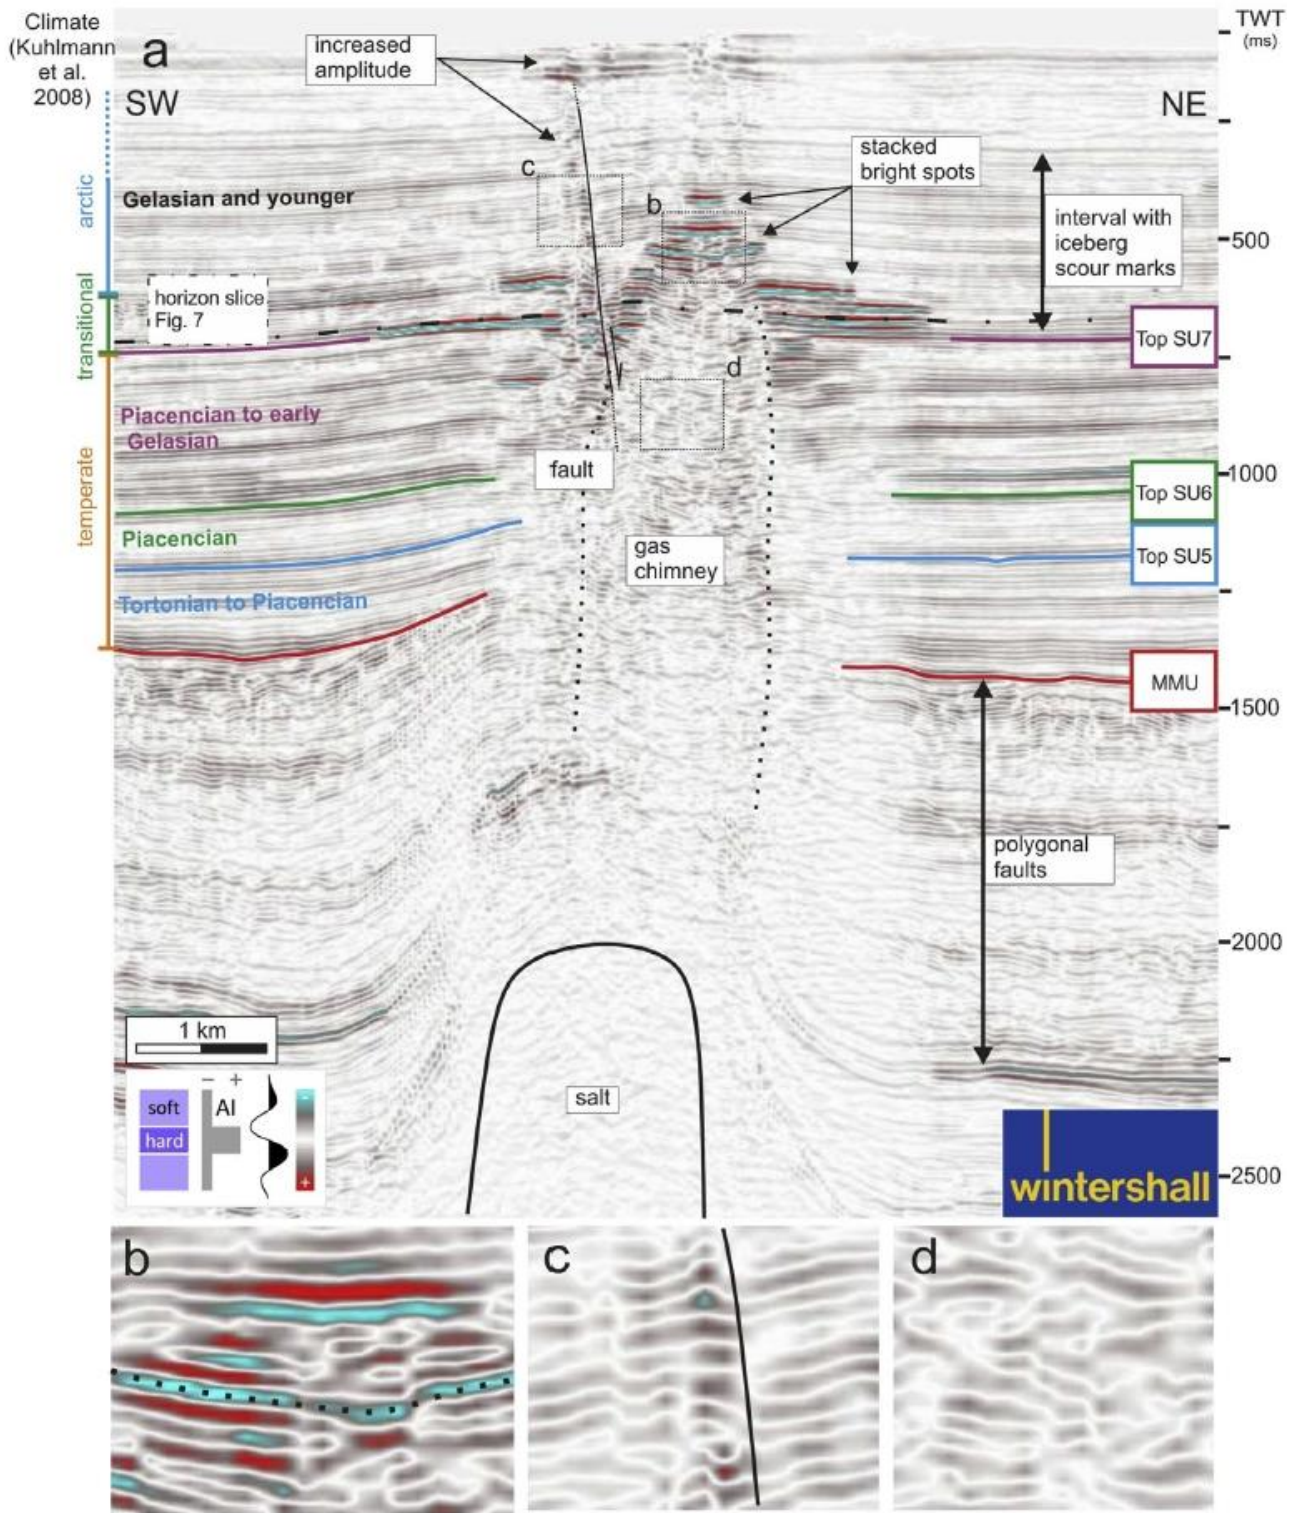 Climate
(Kuhlmann
et al.
2008)
a
SW
NE
TWT
(ms)
increased
amplitude
stacked
bright spots
c
b
d
arctic
transitional
temperate
Gelasian and younger
interval with
iceberg
scour marks
500
horizon slice
Fig. 7
Top SU7
Piacencian to early
Gelasian
fault
1000
Top SU6
Piacencian
gas
chimney
Top SU5
Tortonian to Piacencian
MMU
1500
polygonal
faults
2000
1 km
salt
− +
soft
AI
hard
−
+
wintershall
2500
b
c
d